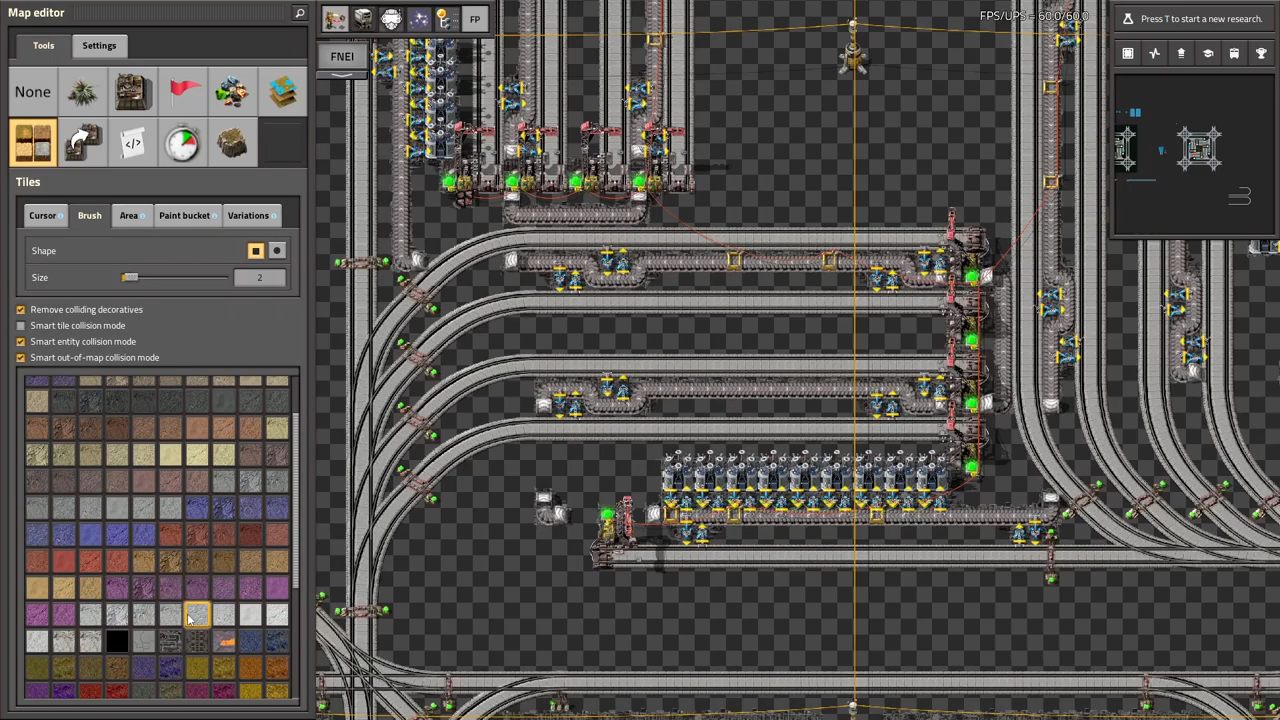 Map editor
FP
FPS/UPS = 60.0/60.0
Press T to start a new research.
Tools
Settings
FNEI
None
Tiles
Cursor
Brush
Area
Paint bucket
Variations
Shape
Size
2
Remove colliding decoratives
Smart tile collision mode
Smart entity collision mode
Smart out-of-map collision mode